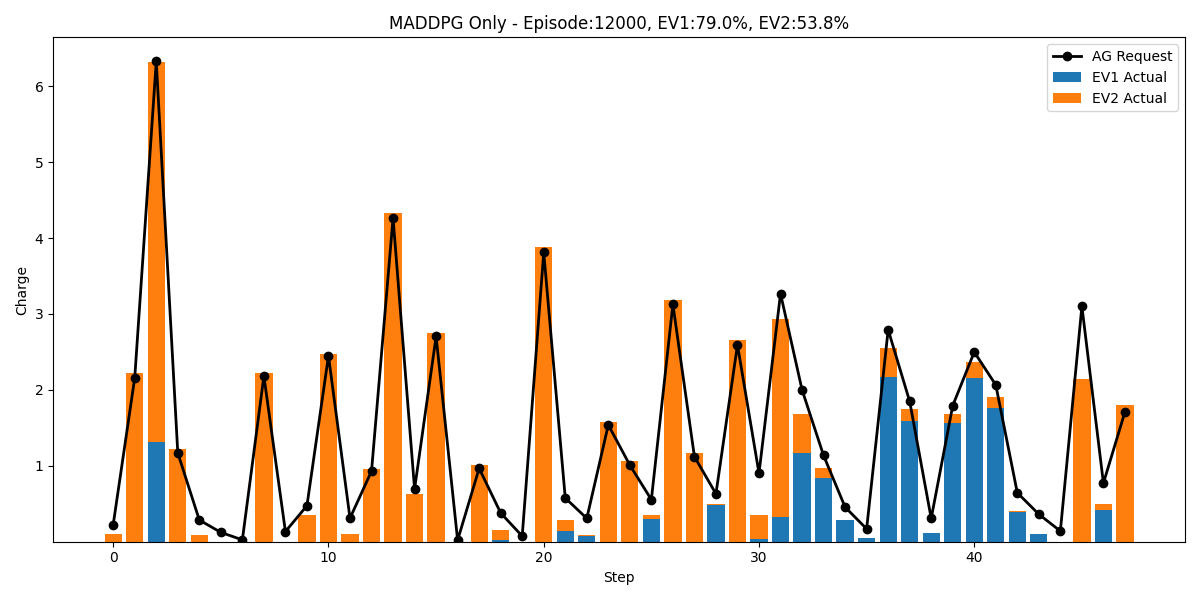 MADDPG Only - Episode:12000, EV1:79.0%, EV2:53.8%
AG Request
EV1 Actual
EV2 Actual
Charge
6
5
4
3
2
1
0 10 20 30 40
Step